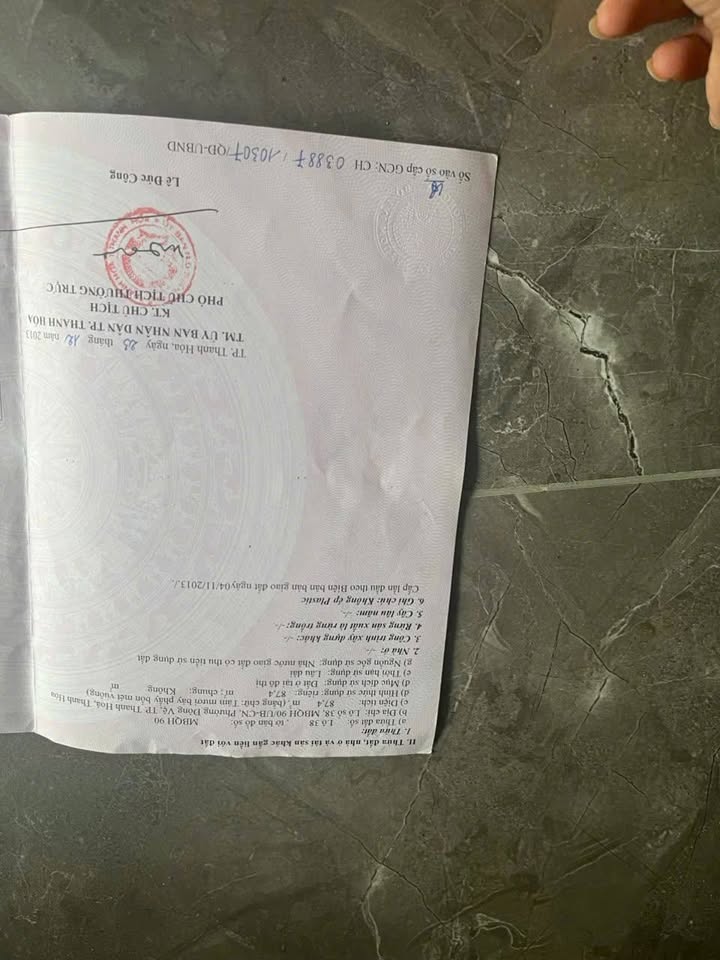 II. Thửa đất, nhà ở và tài sản khác gắn liền với đất
1. Thửa đất:
a) Thửa đất số: Lô 38 , tờ bản đồ số: MBQH 90
b) Địa chỉ: Lô số 38, MBQH 90/UB-CN, Phường Đông Vệ, TP. Thanh Hóa, Thanh Hóa
c) Diện tích: 87,4 m², (bằng chữ: Tám mươi bảy phẩy bốn mét vuông)
d) Hình thức sử dụng: riêng: 87,4 m²; chung: Không m²
đ) Mục đích sử dụng: Đất ở tại đô thị
e) Thời hạn sử dụng: Lâu dài
g) Nguồn gốc sử dụng: Nhà nước giao đất có thu tiền sử dụng đất
2. Nhà ở: -/-
3. Công trình xây dựng khác: -/-
4. Rừng sản xuất là rừng trồng: -/-
5. Cây lâu năm: -/-
6. Ghi chú: Không ép Plastic
Cấp lần đầu theo Biên bản bàn giao đất ngày 04/11/2013./.
TP. Thanh Hóa, ngày 23 tháng 12 năm 2013
TM. ỦY BAN NHÂN DÂN TP. THANH HÓA
KT. CHỦ TỊCH
PHÓ CHỦ TỊCH THƯỜNG TRỰC
Lê Đức Công
Số vào sổ cấp GCN: CH 03887 / 10307/QĐ-UBND